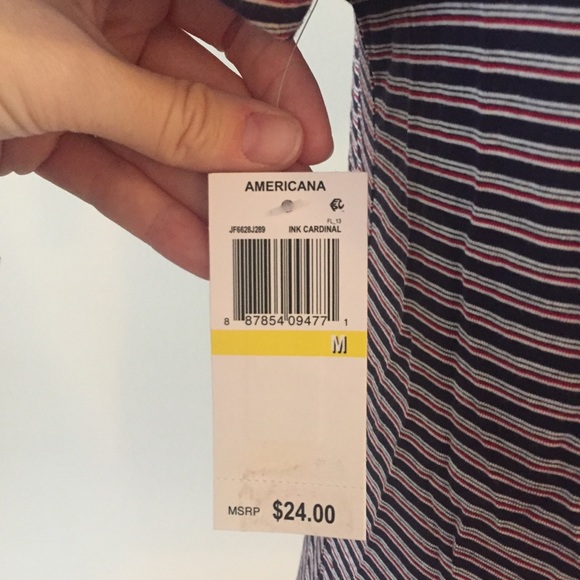 AMERICANA
FL_13
JF6628J289 INK CARDINAL
8 87854 09477 1
M
MSRP $24.00